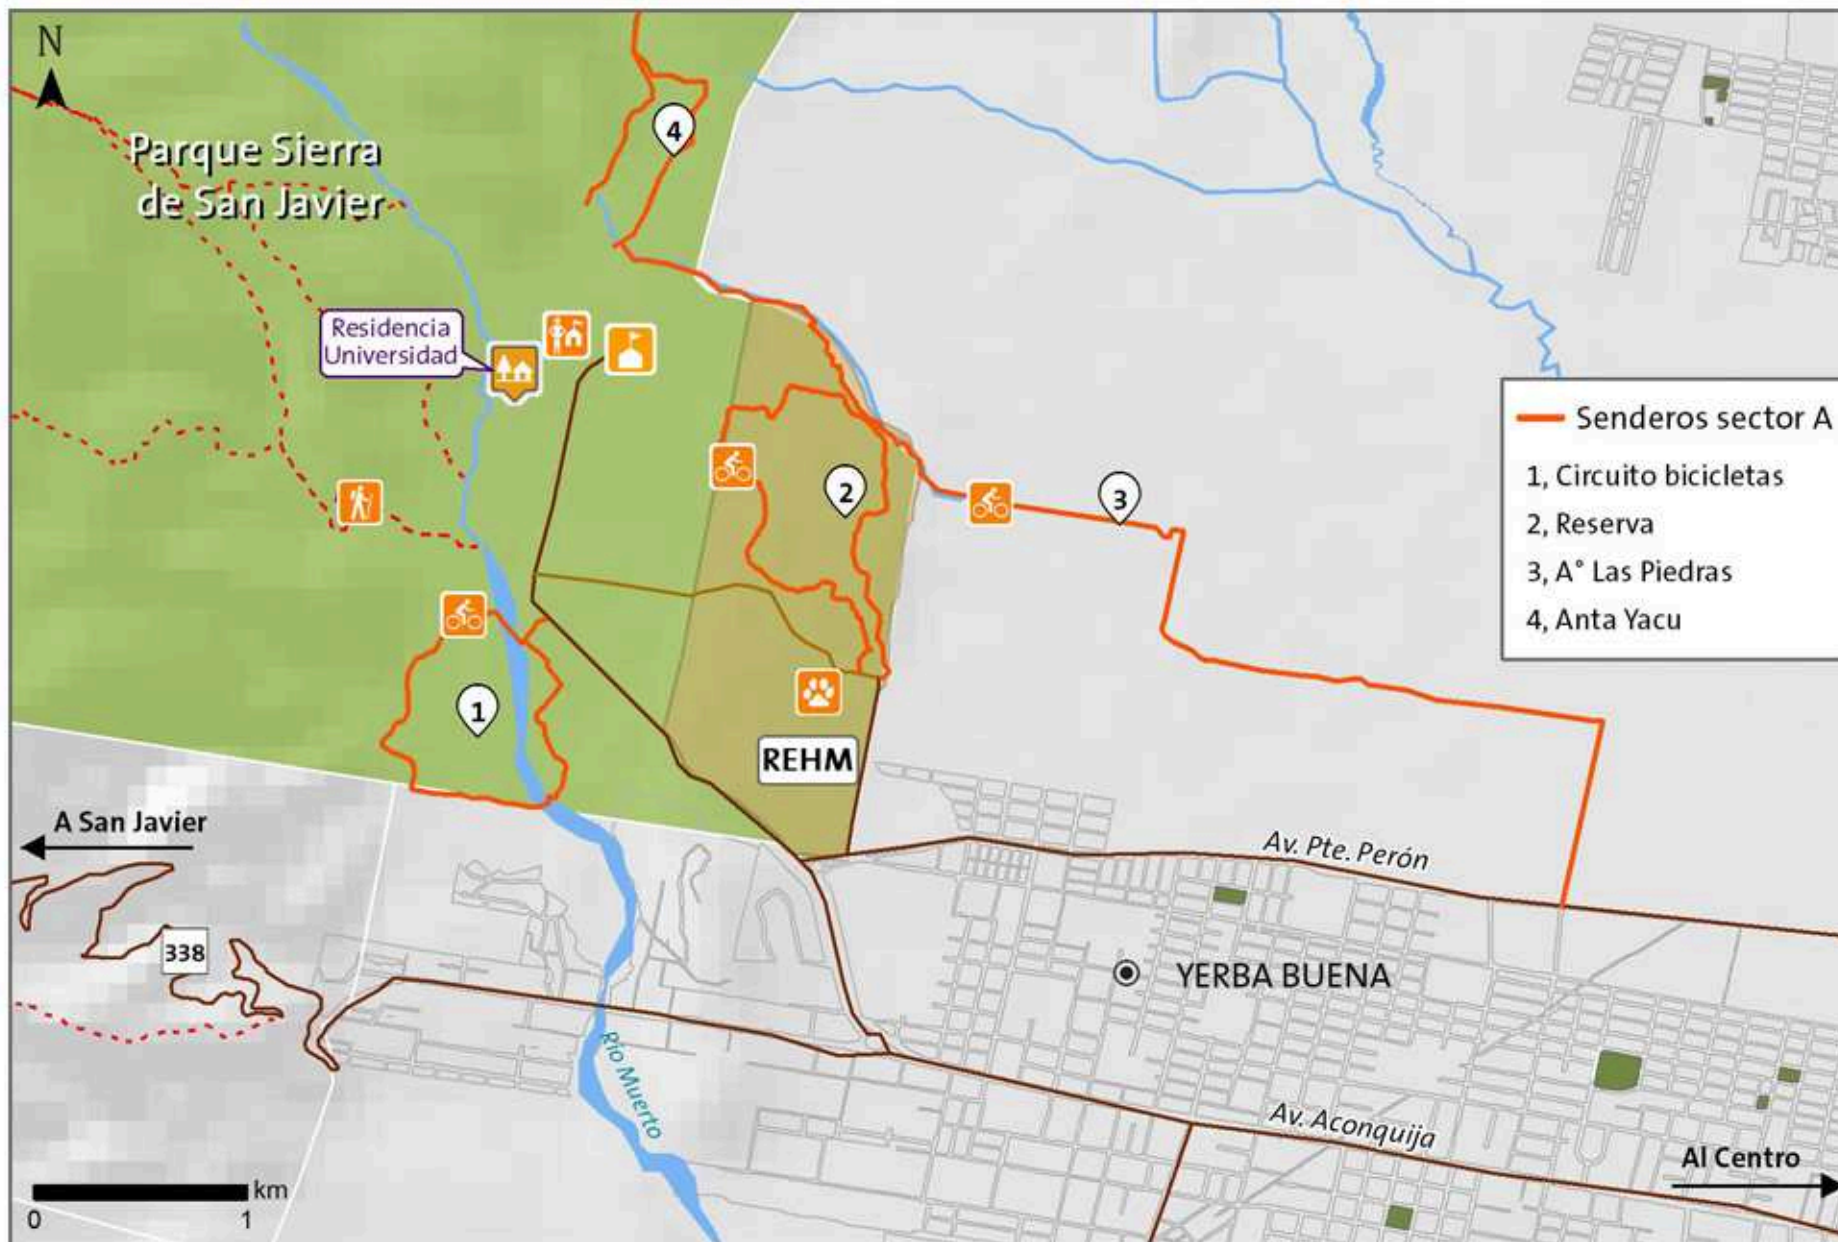 N
Parque Sierra
de San Javier
4
Residencia
Universidad
2
3
1
REHM
Senderos sector A
1, Circuito bicicletas
2, Reserva
3, A° Las Piedras
4, Anta Yacu
A San Javier
338
Av. Pte. Perón
YERBA BUENA
Río Muerto
Av. Aconquija
Al Centro
km
0 1